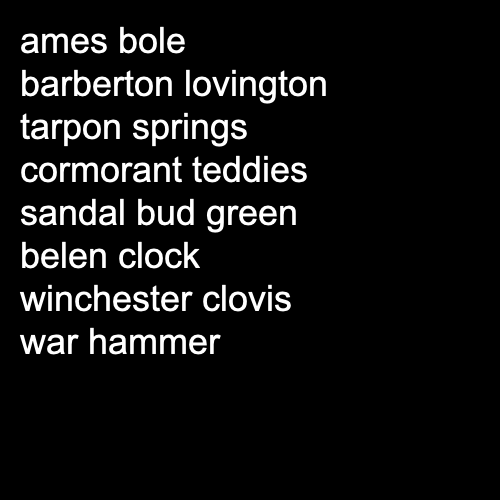 ames bole
barberton lovington
tarpon springs
cormorant teddies
sandal bud green
belen clock
winchester clovis
war hammer